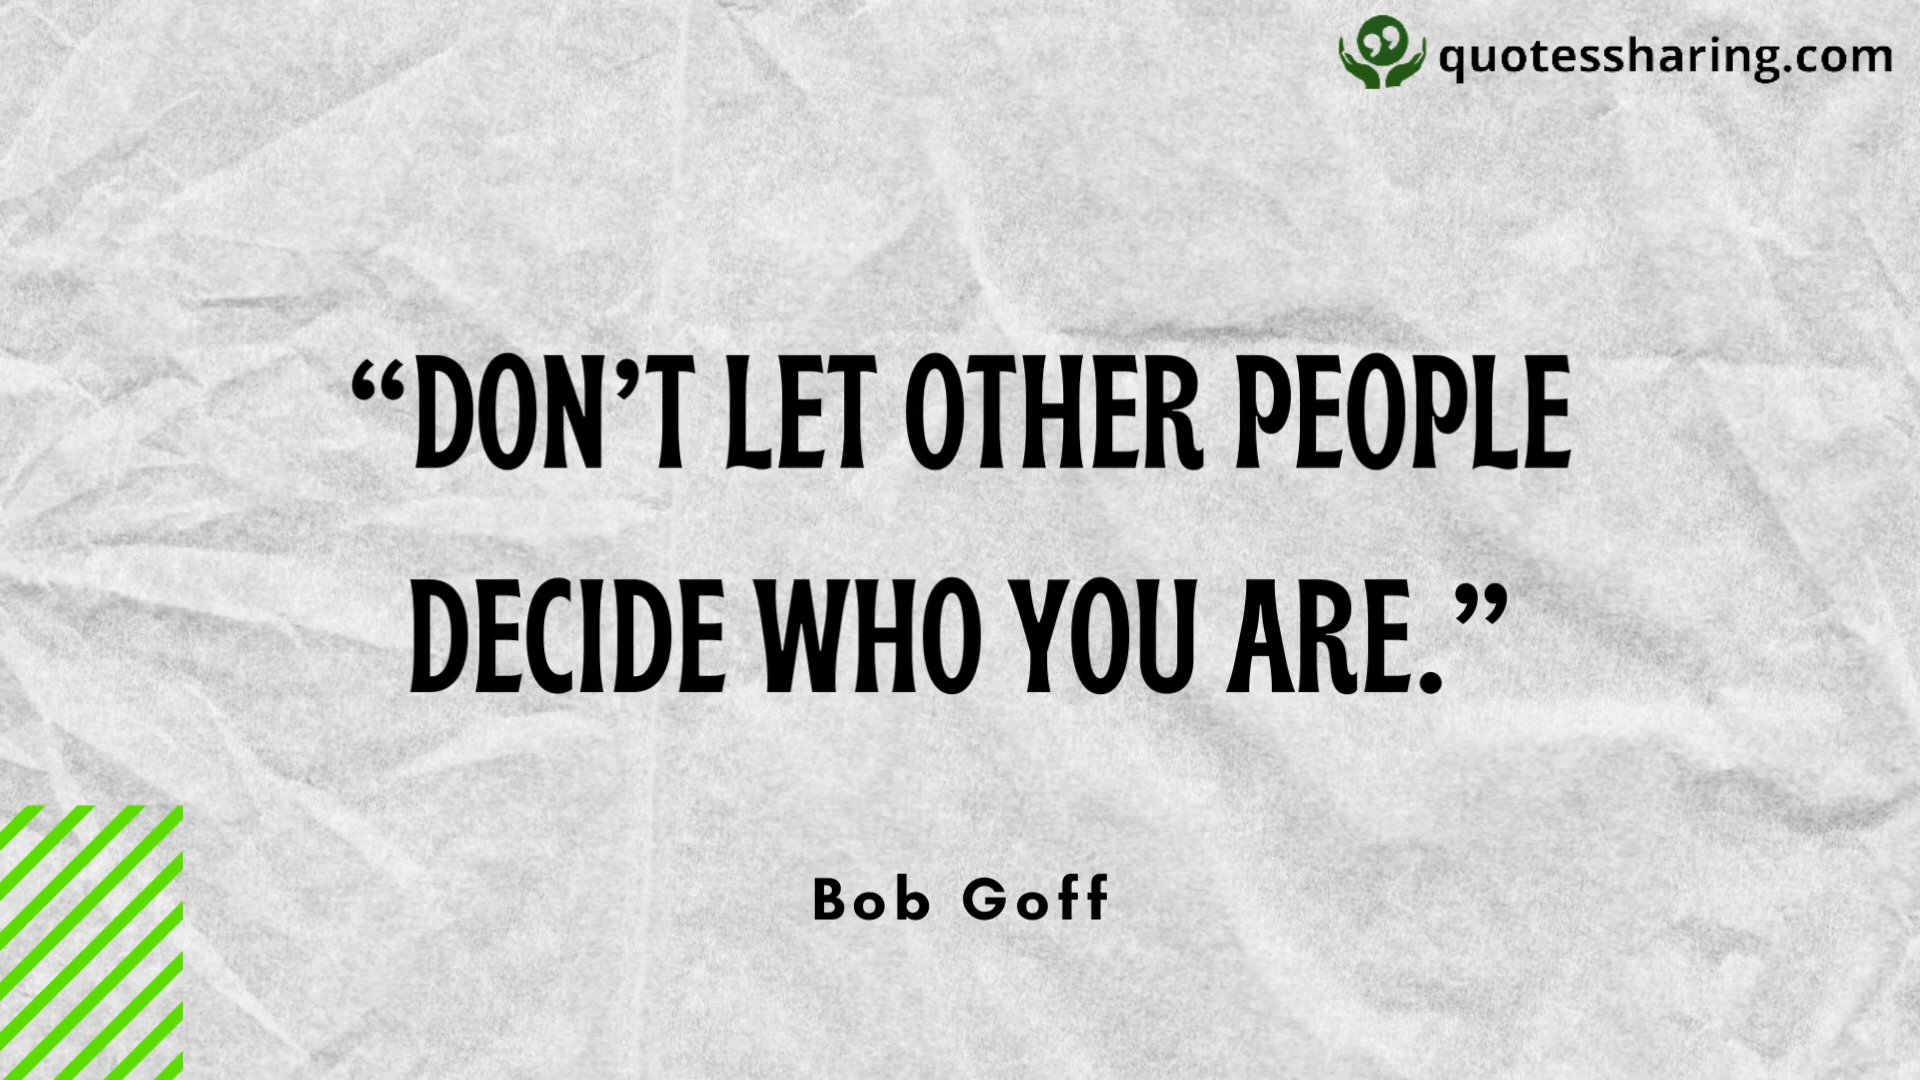 quotessharing.com
“DON’T LET OTHER PEOPLE
DECIDE WHO YOU ARE.”
Bob Goff